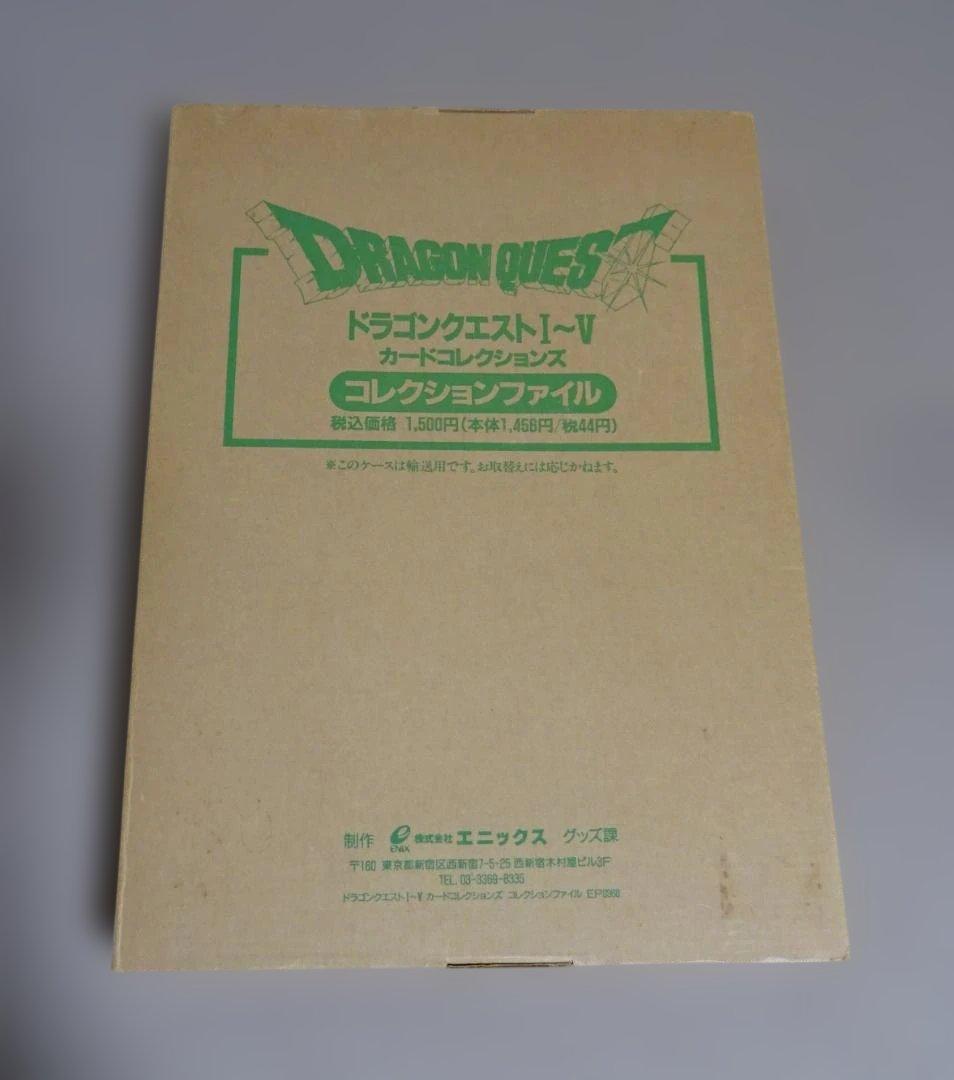 DRAGON QUEST
ドラゴンクエストI~V
カードコレクションズ
コレクションファイル
税込価格 1,500円(本体1,456円/税44円)
※このケースは輸送用です。お取替えには応じかねます。
制作 ENIX 株式会社 エニックス グッズ課
〒160 東京都新宿区西新宿7-5-25 西新宿木村屋ビル3F
TEL. 03-3369-8335
ドラゴンクエストI~V カードコレクションズ コレクションファイル EP0960